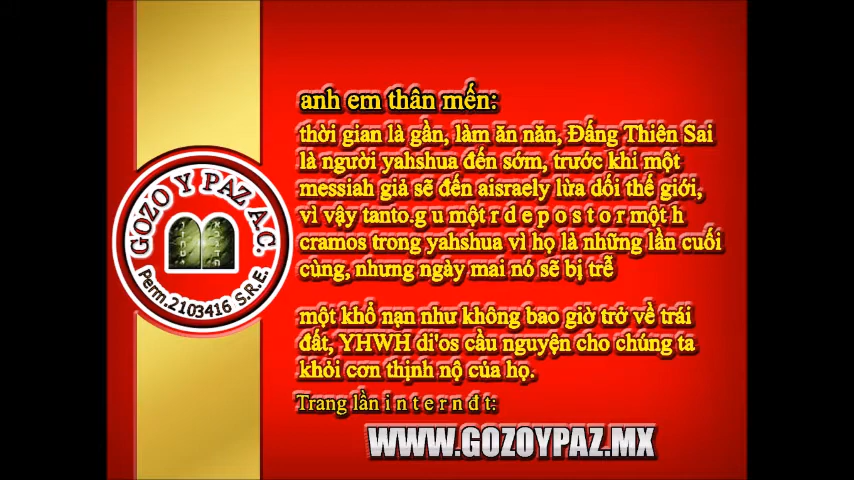 anh em thân mến:
thời gian là gần, làm ăn năn, Đấng Thiên Sai
là người yahshua đến sớm, trước khi một
messiah giả sẽ đến aisraely lừa dối thế giới,
vì vậy tanto.g u một r d e p o s t o r một h
cramos trong yahshua vì họ là những lần cuối
cùng, nhưng ngày mai nó sẽ bị trễ
một khổ nạn như không bao giờ trở về trái
đất, YHWH di'os cầu nguyện cho chúng ta
khỏi cơn thịnh nộ của họ.
Trang lần i n t e r n đ t:
WWW.GOZOYPAZ.MX
GOZO Y PAZ A.C.
Perm.2103416 S.R.E.